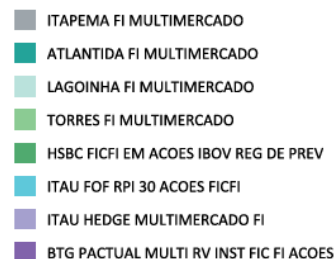 ITAPEMA FI MULTIMERCADO
ATLANTIDA FI MULTIMERCADO
LAGOINHA FI MULTIMERCADO
TORRES FI MULTIMERCADO
HSBC FICFI EM ACOES IBOV REG DE PREV
ITAU FOF RPI 30 ACOES FICFI
ITAU HEDGE MULTIMERCADO FI
BTG PACTUAL MULTI RV INST FIC FI ACOES